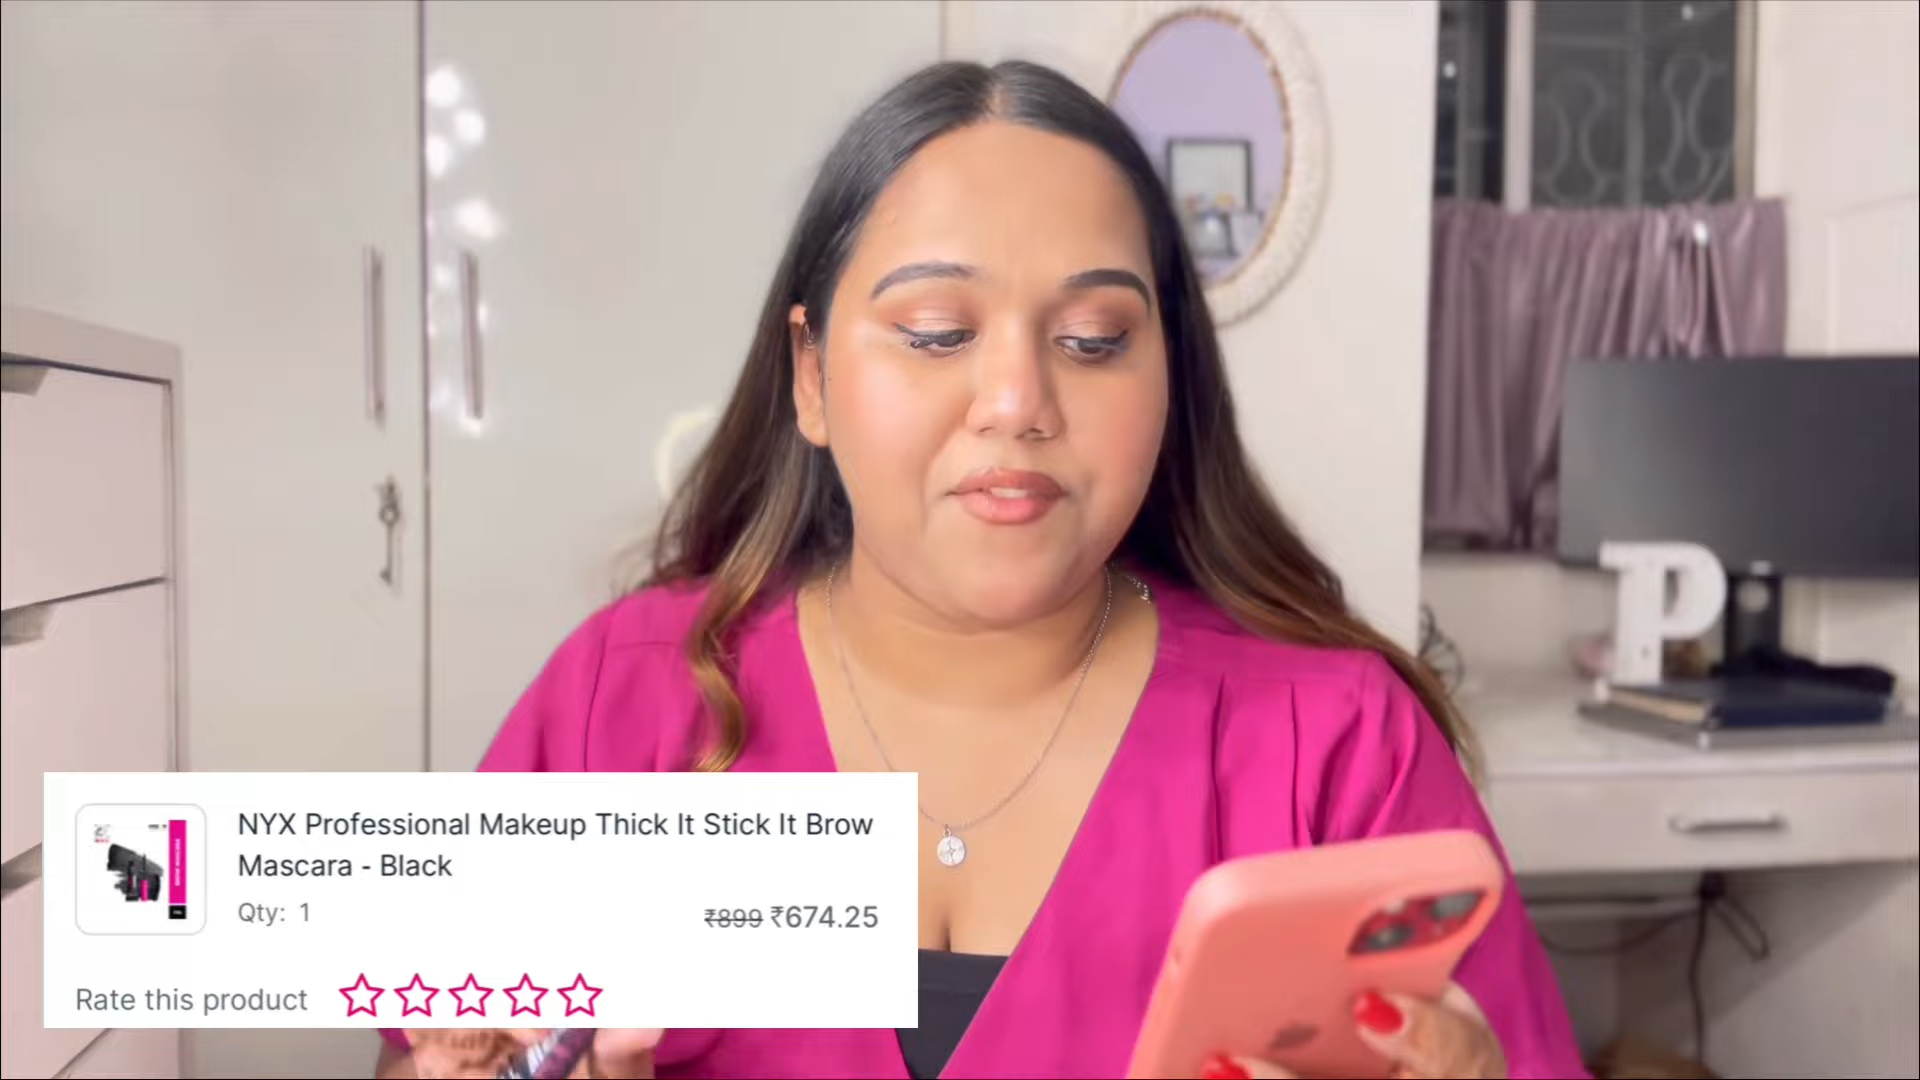 P
NYX Professional Makeup Thick It Stick It Brow
Mascara - Black
Qty: 1
₹899 ₹674.25
Rate this product